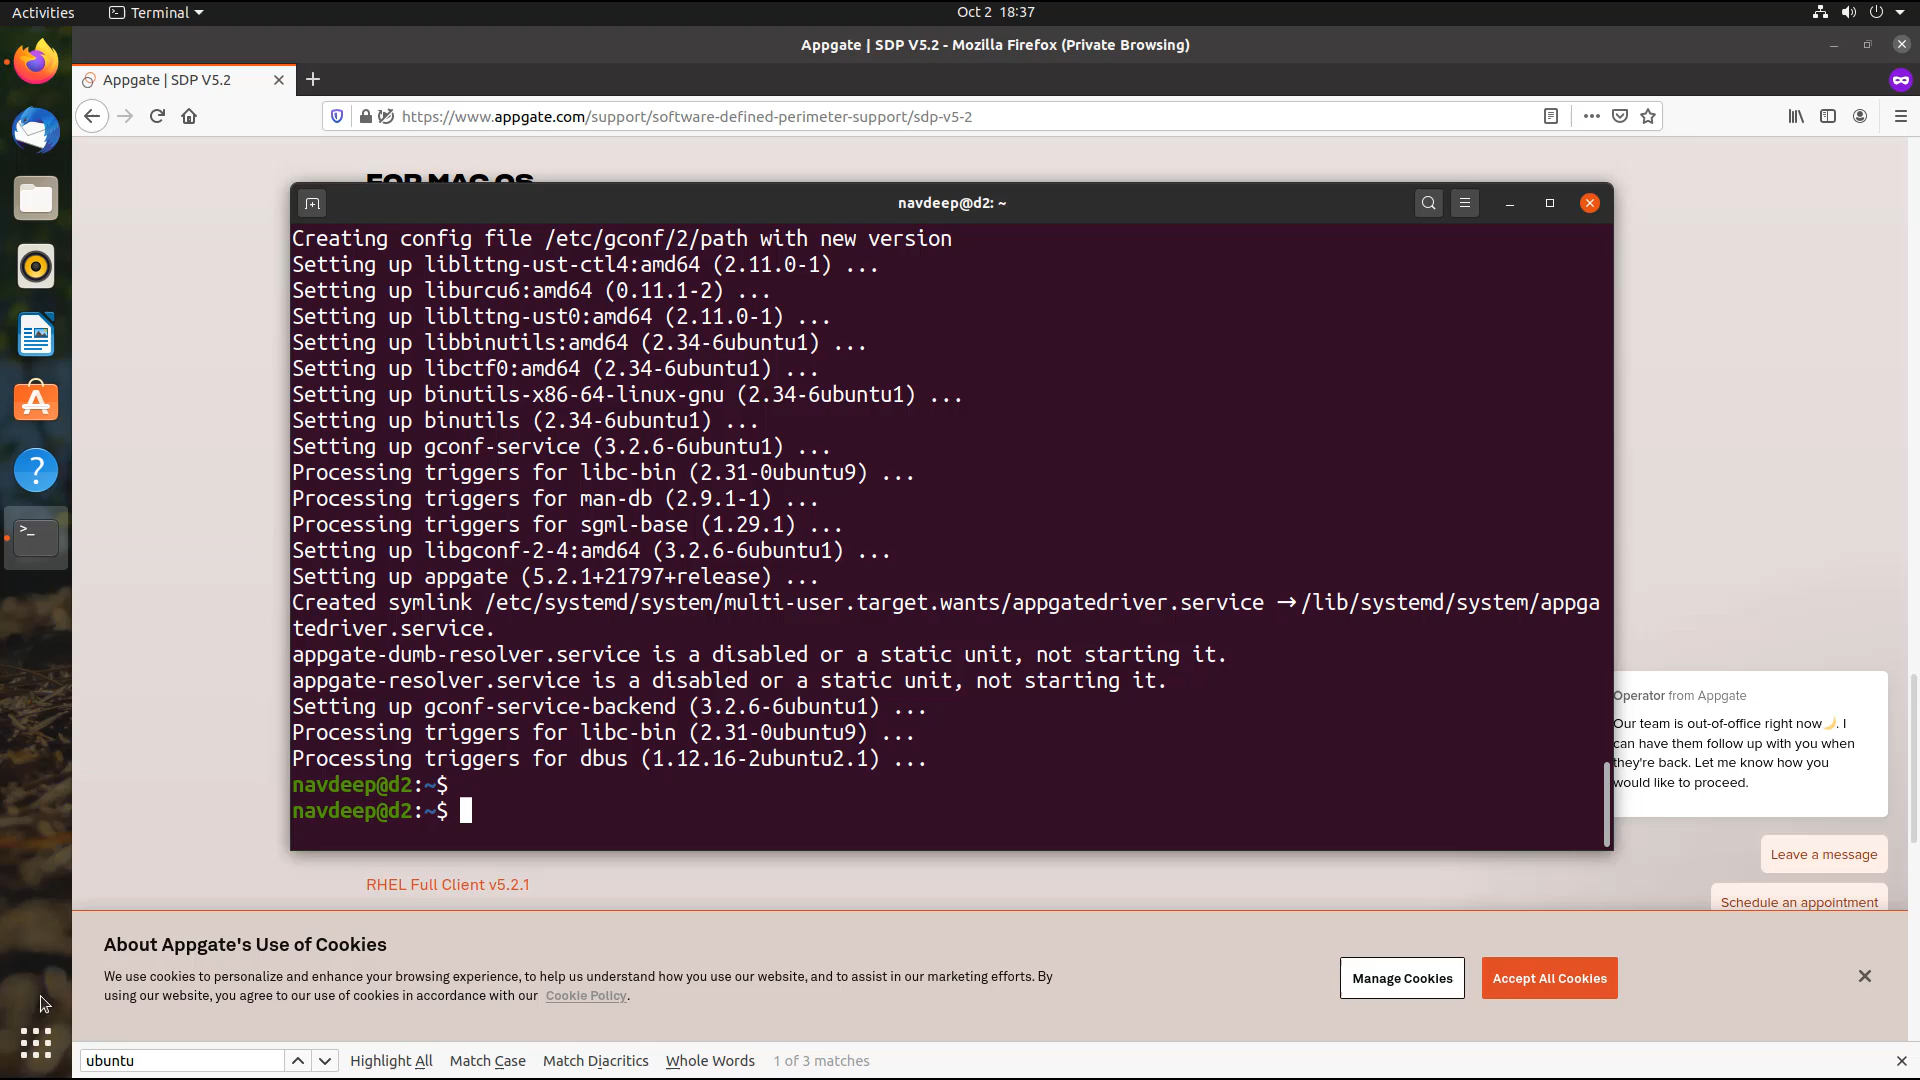 Activities
Terminal
Oct 2 18:37
Appgate | SDP V5.2 - Mozilla Firefox (Private Browsing)
Appgate | SDP V5.2
https://www.appgate.com/support/software-defined-perimeter-support/sdp-v5-2
FOR MAC OS
navdeep@d2: ~
Creating config file /etc/gconf/2/path with new version
Setting up liblttng-ust-ctl4:amd64 (2.11.0-1) ...
Setting up liburcu6:amd64 (0.11.1-2) ...
Setting up liblttng-ust0:amd64 (2.11.0-1) ...
Setting up libbinutils:amd64 (2.34-6ubuntu1) ...
Setting up libctf0:amd64 (2.34-6ubuntu1) ...
Setting up binutils-x86-64-linux-gnu (2.34-6ubuntu1) ...
Setting up binutils (2.34-6ubuntu1) ...
Setting up gconf-service (3.2.6-6ubuntu1) ...
Processing triggers for libc-bin (2.31-0ubuntu9) ...
Processing triggers for man-db (2.9.1-1) ...
Processing triggers for sgml-base (1.29.1) ...
Setting up libgconf-2-4:amd64 (3.2.6-6ubuntu1) ...
Setting up appgate (5.2.1+21797+release) ...
Created symlink /etc/systemd/system/multi-user.target.wants/appgatedriver.service → /lib/systemd/system/appga
tedriver.service.
appgate-dumb-resolver.service is a disabled or a static unit, not starting it.
appgate-resolver.service is a disabled or a static unit, not starting it.
Setting up gconf-service-backend (3.2.6-6ubuntu1) ...
Processing triggers for libc-bin (2.31-0ubuntu9) ...
Processing triggers for dbus (1.12.16-2ubuntu2.1) ...
navdeep@d2:~$
navdeep@d2:~$
Operator from Appgate
Our team is out-of-office right now🌙. I
can have them follow up with you when
they're back. Let me know how you
would like to proceed.
Leave a message
RHEL Full Client v5.2.1
Schedule an appointment
About Appgate's Use of Cookies
We use cookies to personalize and enhance your browsing experience, to help us understand how you use our website, and to assist in our marketing efforts. By
using our website, you agree to our use of cookies in accordance with our Cookie Policy.
Manage Cookies
Accept All Cookies
ubuntu
Highlight All
Match Case
Match Diacritics
Whole Words
1 of 3 matches